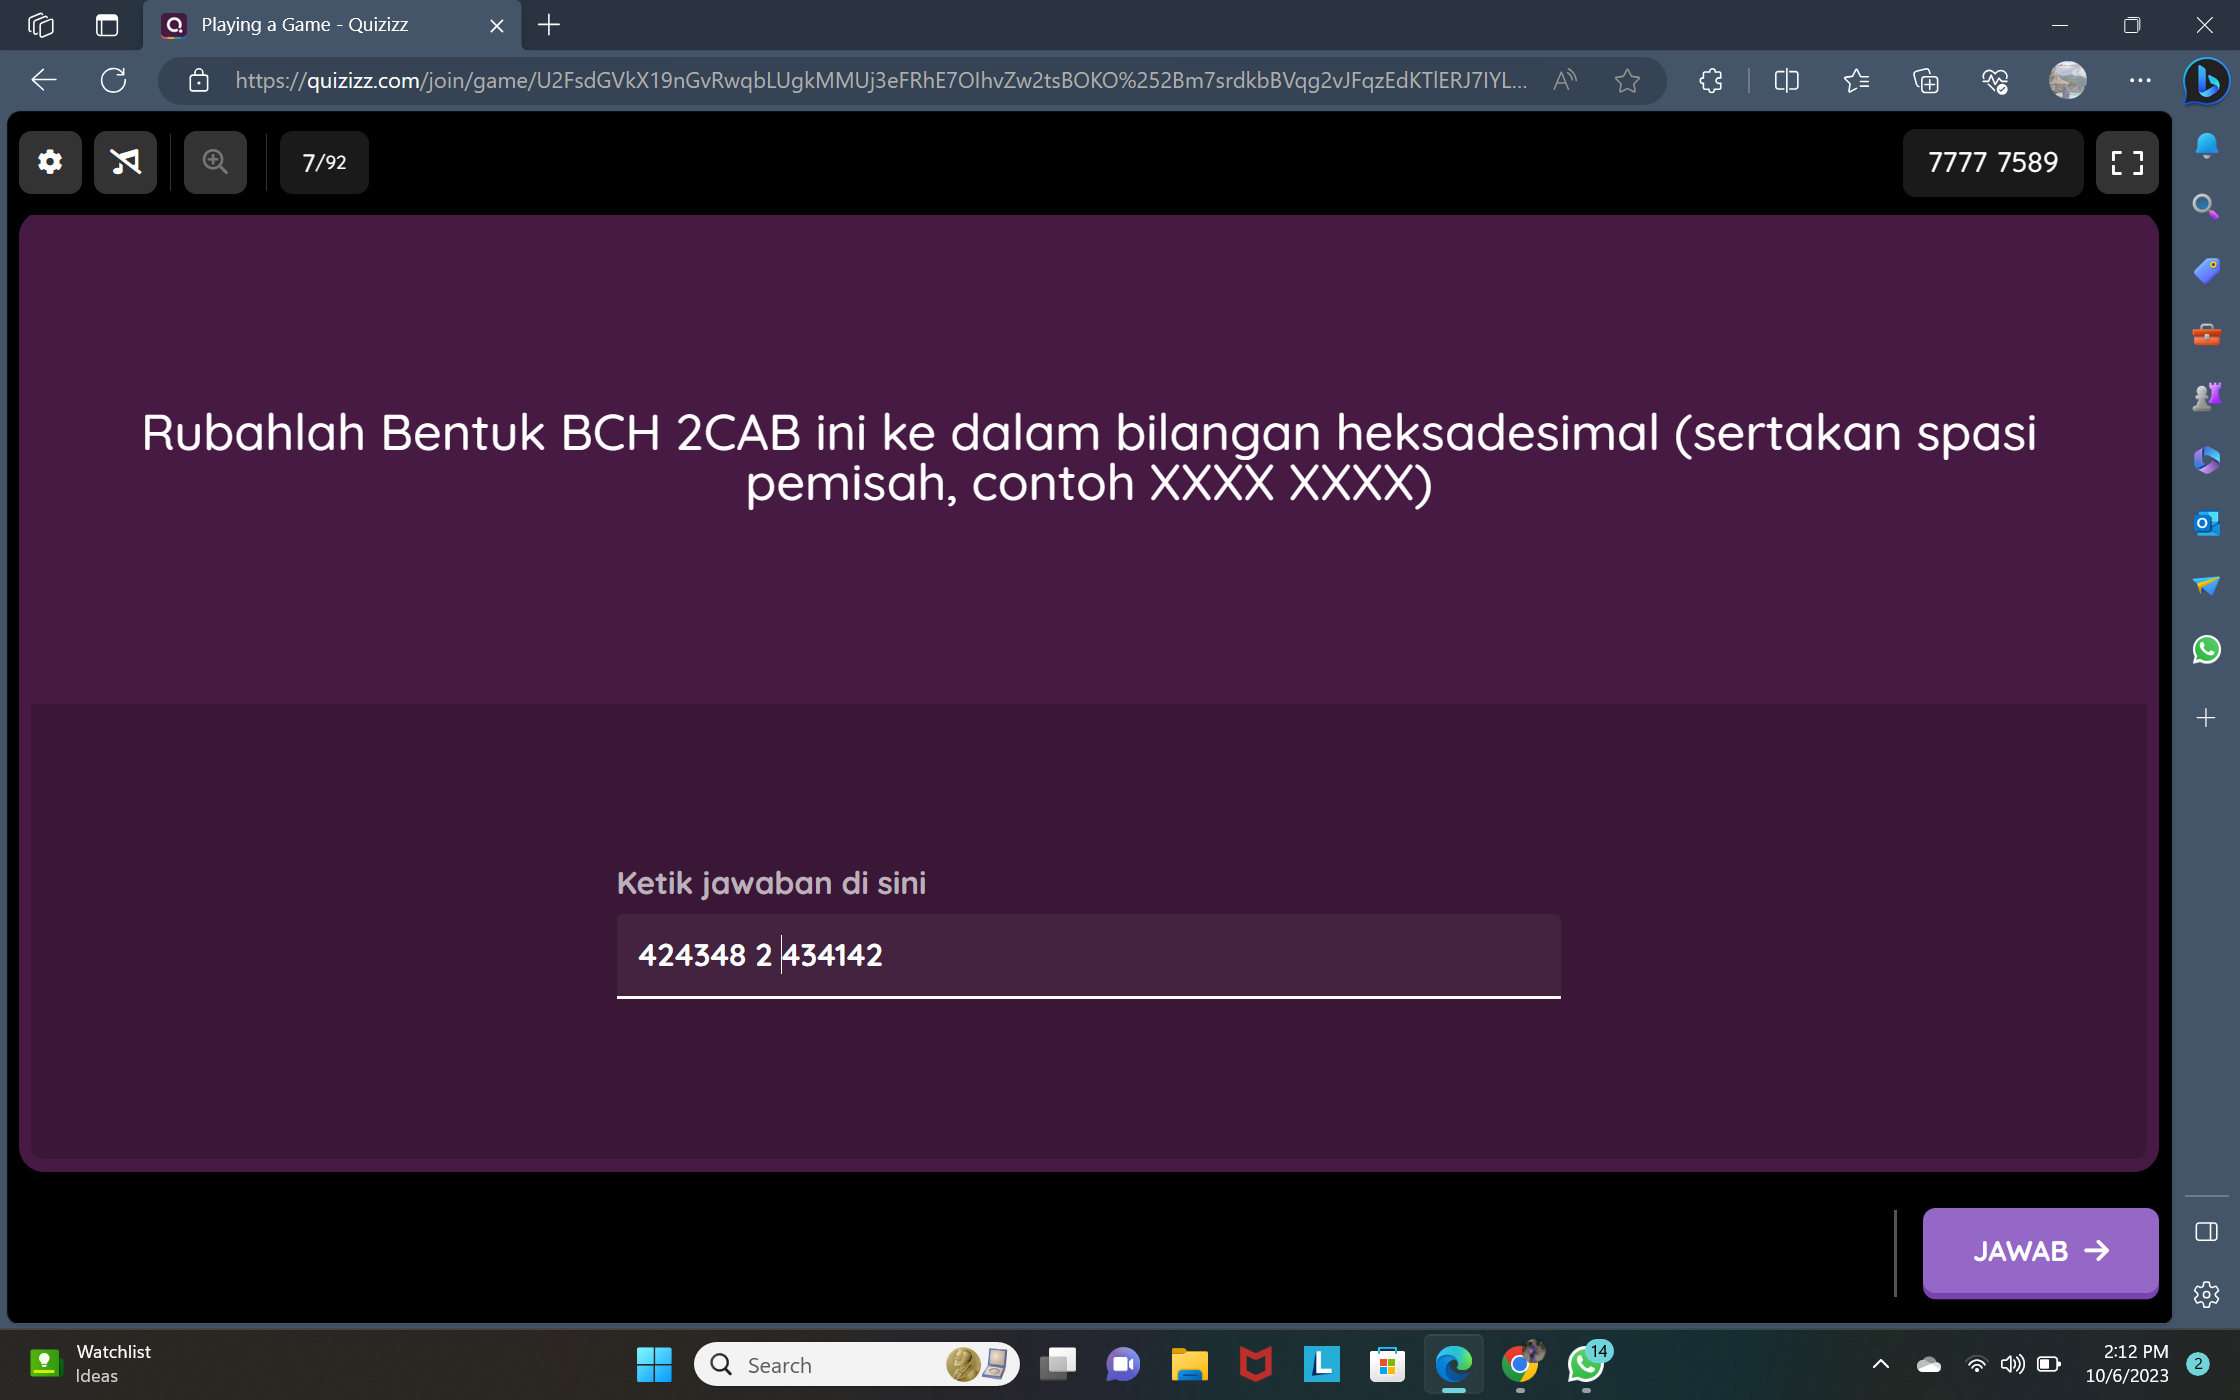 Playing a Game - Quizizz
https://quizizz.com/join/game/U2FsdGVkX19nGvRwqbLUgkMMUj3eFRhE7OIhvZw2tsBOKO%252Bm7srdkbBVqg2vJFqzEdKTlERJ7IYL...
7/92
7777 7589
Rubahlah Bentuk BCH 2CAB ini ke dalam bilangan heksadesimal (sertakan spasi
pemisah, contoh XXXX XXXX)
Ketik jawaban di sini
424348 2 434142
JAWAB
Watchlist
Ideas
Search
14
2:12 PM
10/6/2023
2